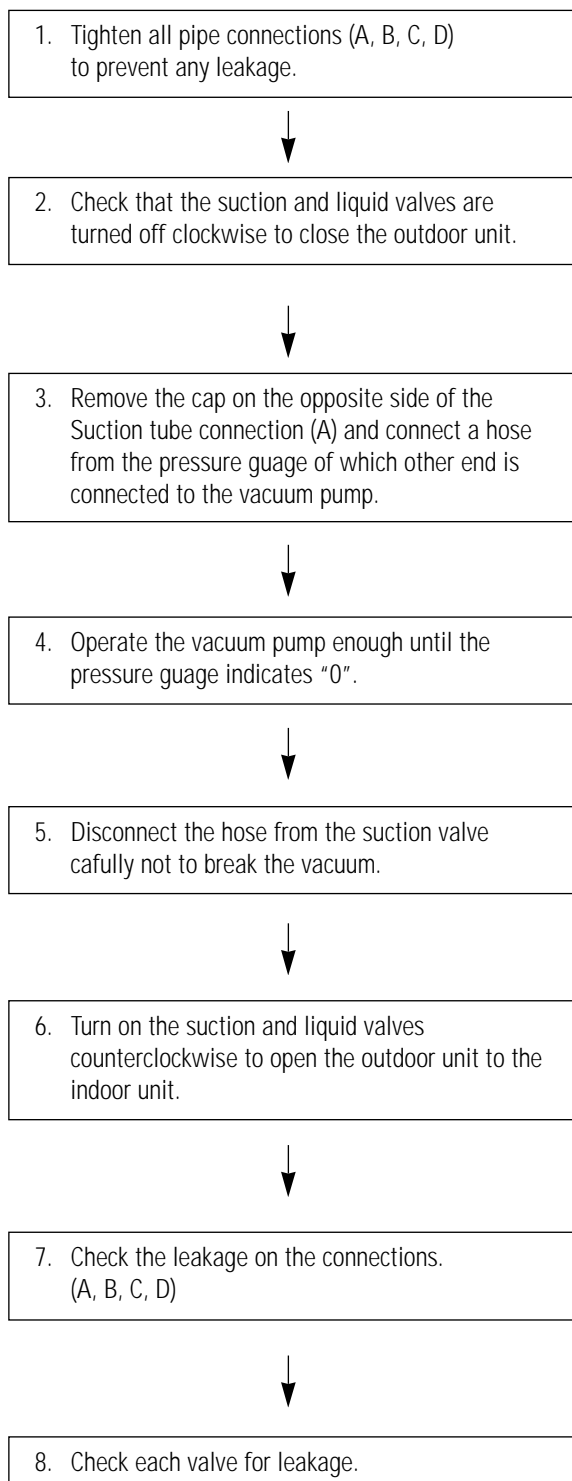 1. Tighten all pipe connections (A, B, C, D)
to prevent any leakage.
2. Check that the suction and liquid valves are
turned off clockwise to close the outdoor unit.
3. Remove the cap on the opposite side of the
Suction tube connection (A) and connect a hose
from the pressure guage of which other end is
connected to the vacuum pump.
4. Operate the vacuum pump enough until the
pressure guage indicates "0".
5. Disconnect the hose from the suction valve
cafully not to break the vacuum.
6. Turn on the suction and liquid valves
counterclockwise to open the outdoor unit to the
indoor unit.
7. Check the leakage on the connections.
(A, B, C, D)
8. Check each valve for leakage.